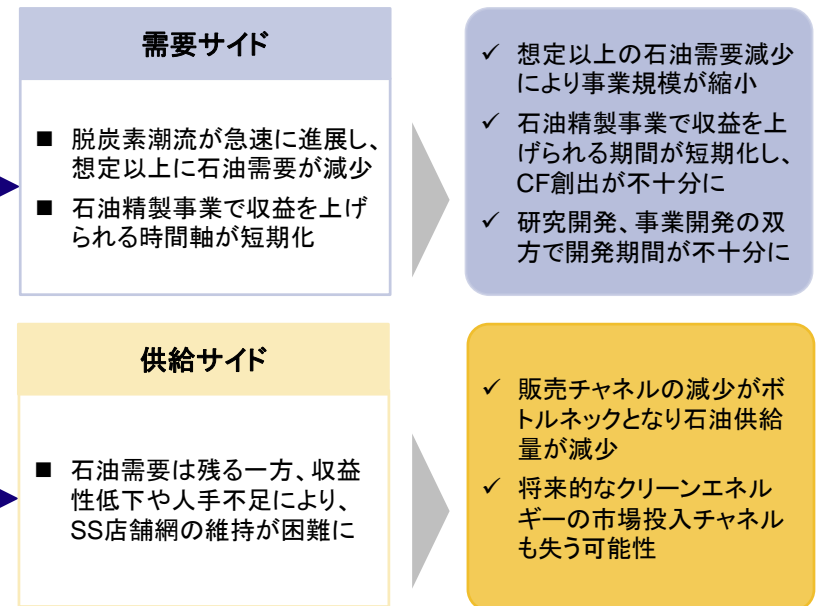 需要サイド
■ 脱炭素潮流が急速に進展し、
想定以上に石油需要が減少
■ 石油精製事業で収益を上げ
られる時間軸が短期化
✓ 想定以上の石油需要減少
により事業規模が縮小
✓ 石油精製事業で収益を上
げられる期間が短期化し、
CF創出が不十分に
✓ 研究開発、事業開発の双
方で開発期間が不十分に
供給サイド
■ 石油需要は残る一方、収益
性低下や人手不足により、
SS店舗網の維持が困難に
✓ 販売チャネルの減少がボ
トルネックとなり石油供給
量が減少
✓ 将来的なクリーンエネル
ギーの市場投入チャネル
も失う可能性